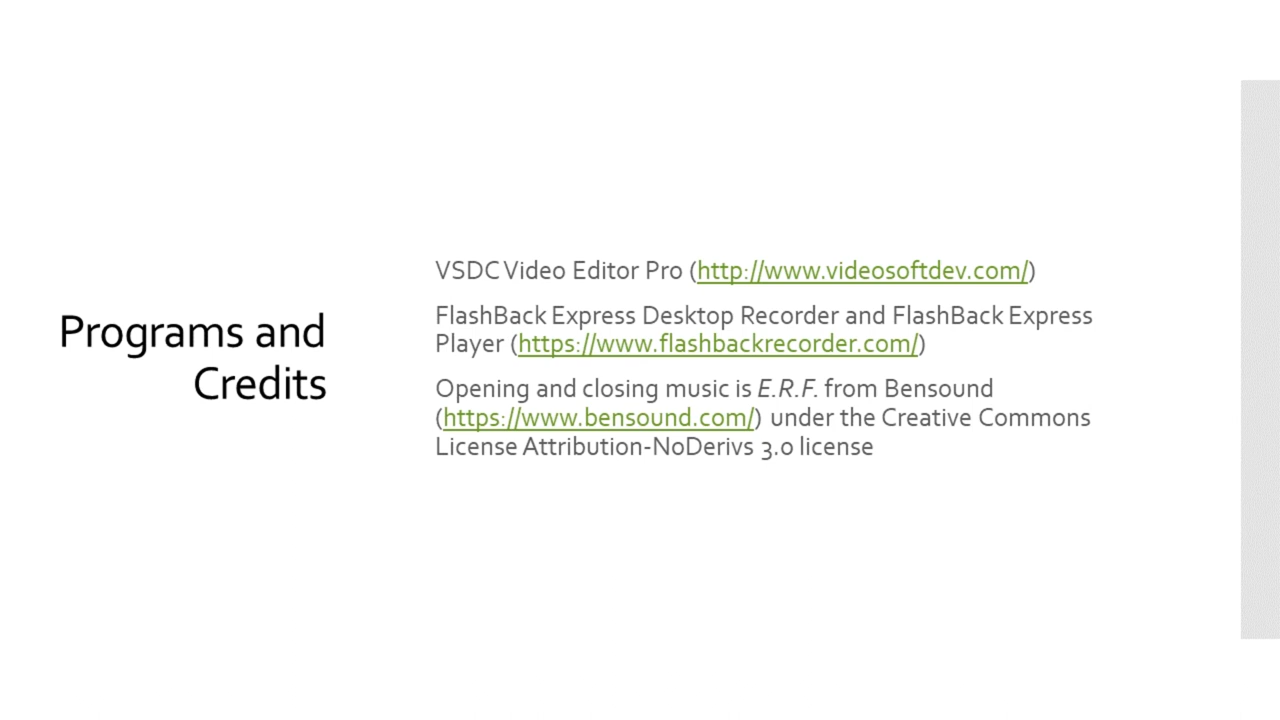 Programs and
Credits
VSDC Video Editor Pro (http://www.videosoftdev.com/)
FlashBack Express Desktop Recorder and FlashBack Express
Player (https://www.flashbackrecorder.com/)
Opening and closing music is E.R.F. from Bensound
(https://www.bensound.com/) under the Creative Commons
License Attribution-NoDerivs 3.0 license